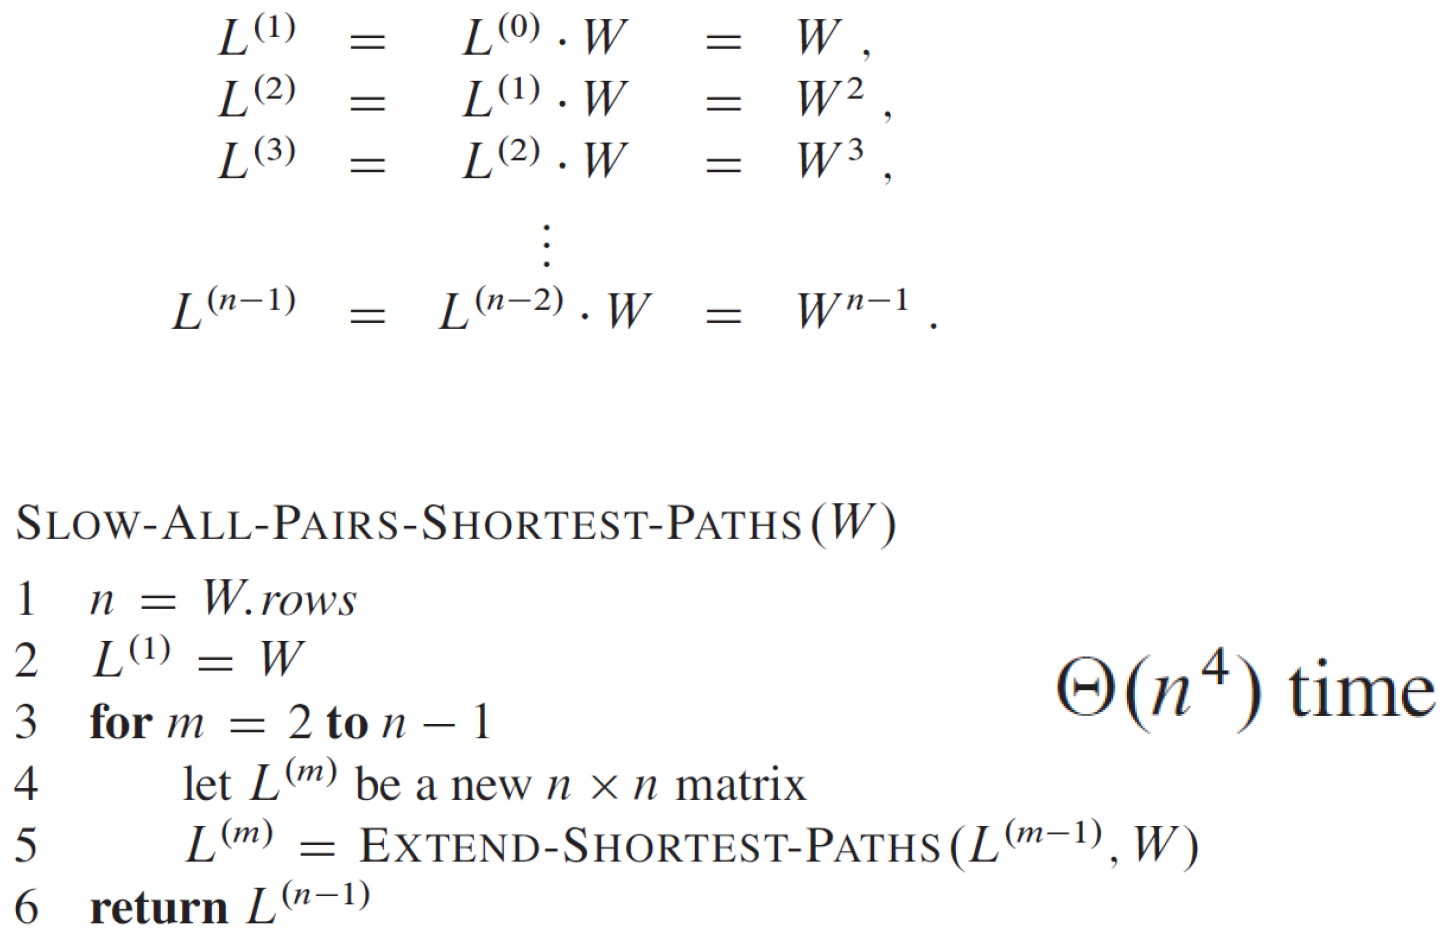 L^(1) = L^(0) · W = W ,
L^(2) = L^(1) · W = W^2 ,
L^(3) = L^(2) · W = W^3 ,
⋮
L^(n−1) = L^(n−2) · W = W^(n−1) .
SLOW-ALL-PAIRS-SHORTEST-PATHS(W)
1 n = W.rows
2 L^(1) = W
3 for m = 2 to n − 1
4 let L^(m) be a new n × n matrix
5 L^(m) = EXTEND-SHORTEST-PATHS(L^(m−1), W)
6 return L^(n−1)
Θ(n^4) time